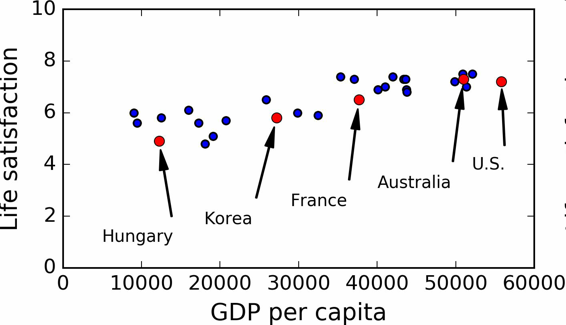 10
8
6
4
2
0
Life satisfaction
Hungary
Korea
France
Australia
U.S.
0 10000 20000 30000 40000 50000 60000
GDP per capita